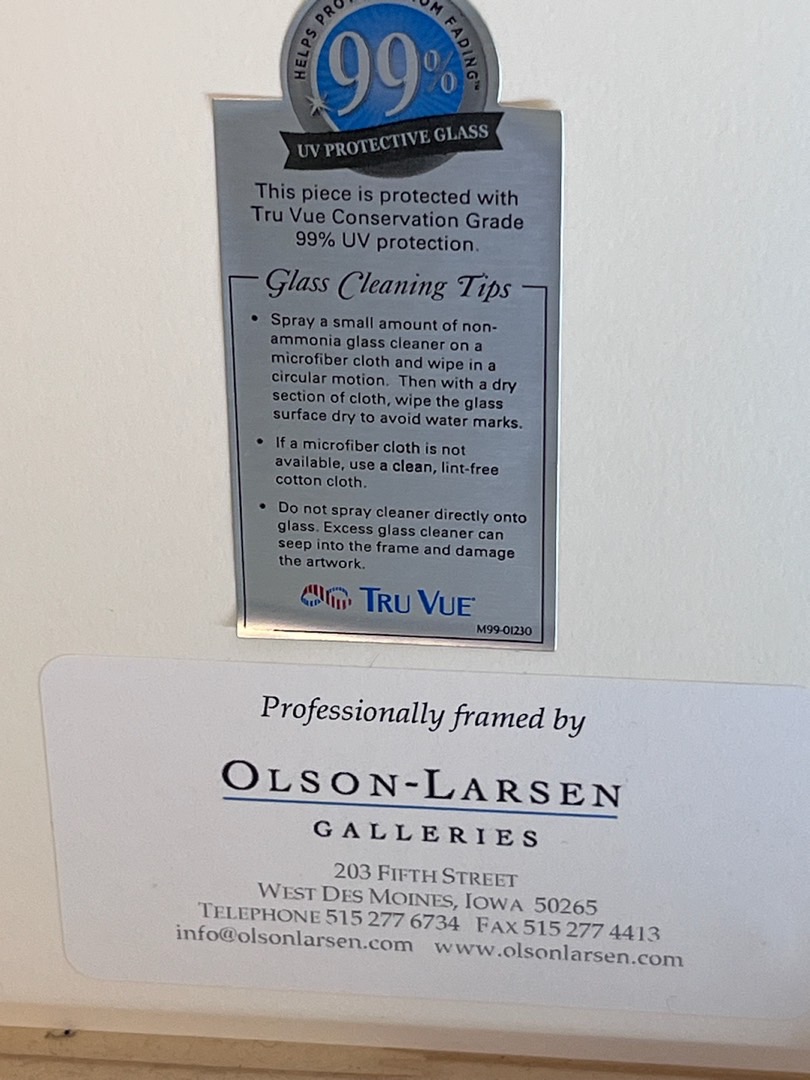 HELPS PRO OM FADING™
99%
UV PROTECTIVE GLASS
This piece is protected with
Tru Vue Conservation Grade
99% UV protection.
Glass Cleaning Tips
• Spray a small amount of non-
ammonia glass cleaner on a
microfiber cloth and wipe in a
circular motion. Then with a dry
section of cloth, wipe the glass
surface dry to avoid water marks.
• If a microfiber cloth is not
available, use a clean, lint-free
cotton cloth.
• Do not spray cleaner directly onto
glass. Excess glass cleaner can
seep into the frame and damage
the artwork.
TRU VUE®
M99-01230
Professionally framed by
OLSON-LARSEN
GALLERIES
203 FIFTH STREET
WEST DES MOINES, IOWA 50265
TELEPHONE 515 277 6734 FAX 515 277 4413
info@olsonlarsen.com www.olsonlarsen.com